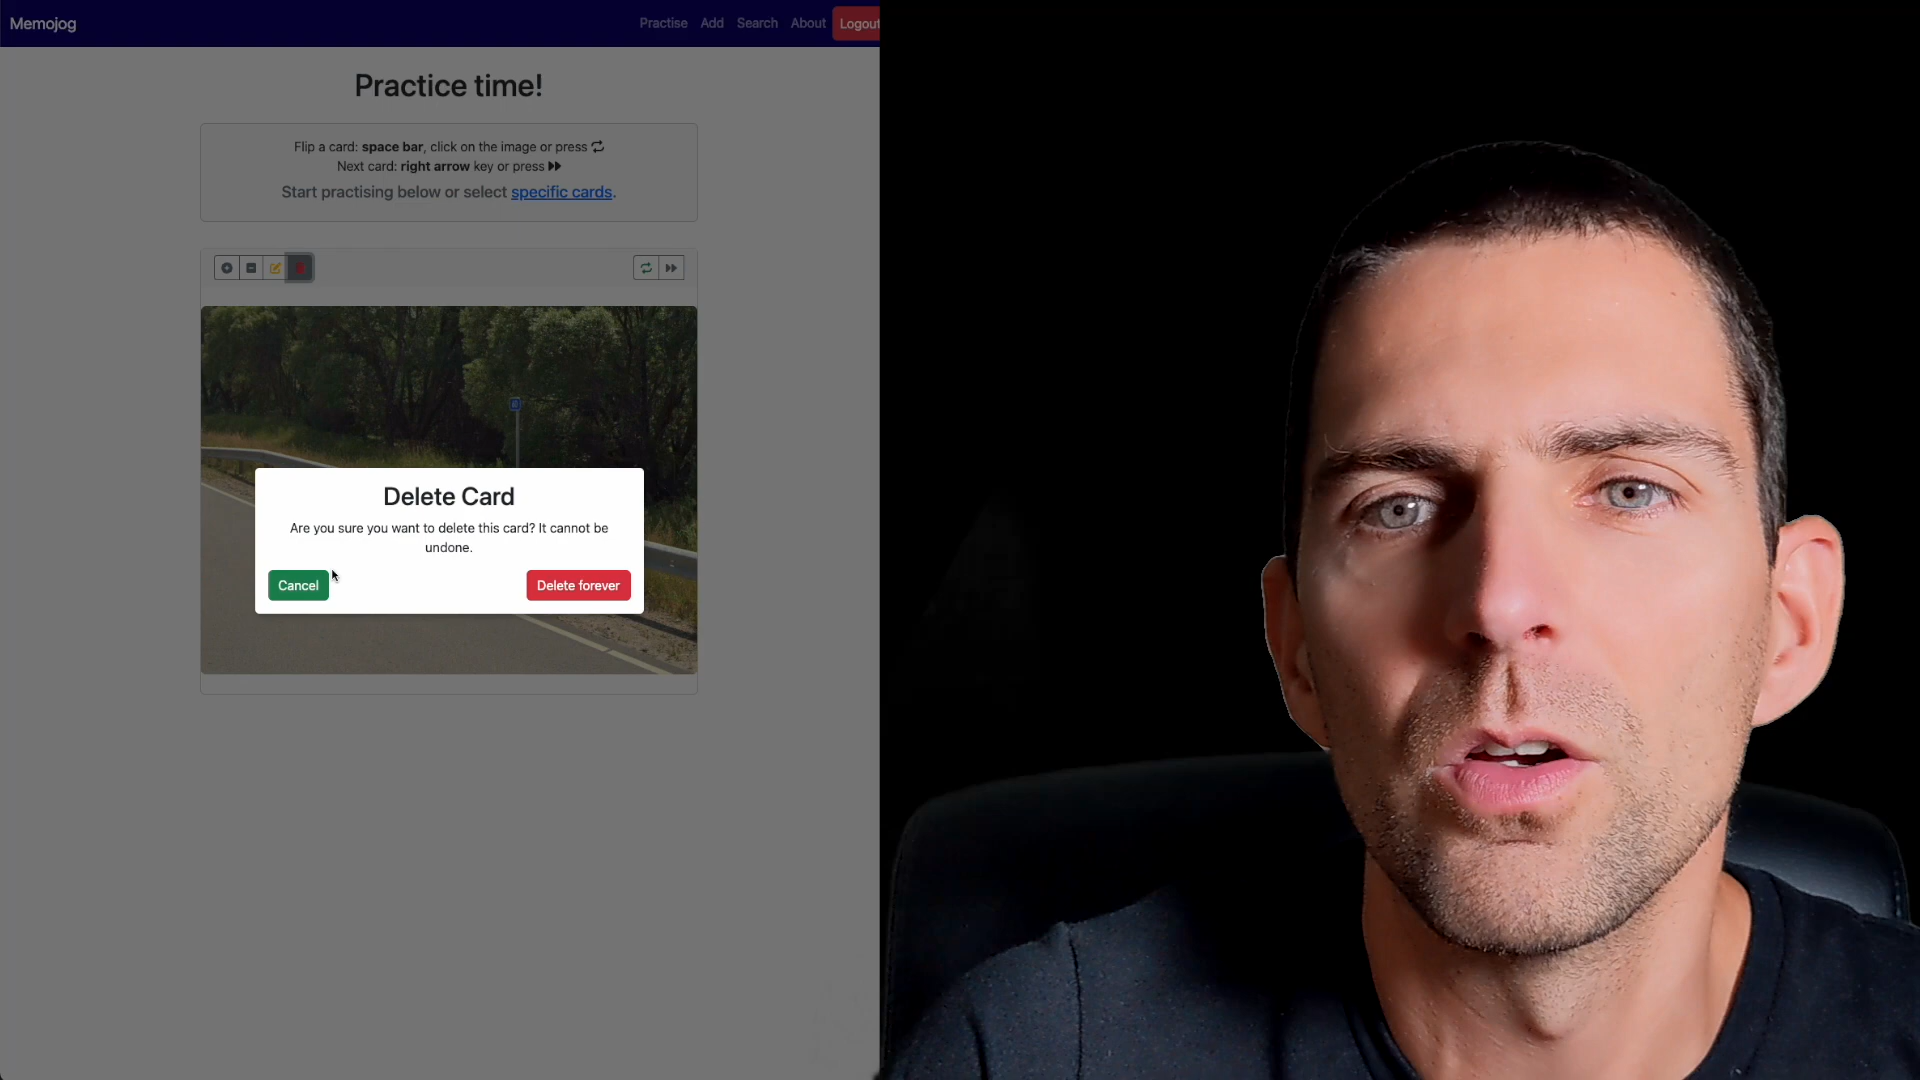 Memojog
Practise Add Search About Logout
Practice time!
Flip a card: space bar, click on the image or press
Next card: right arrow key or press
Start practising below or select specific cards.
Delete Card
Are you sure you want to delete this card? It cannot be
undone.
Cancel Delete forever